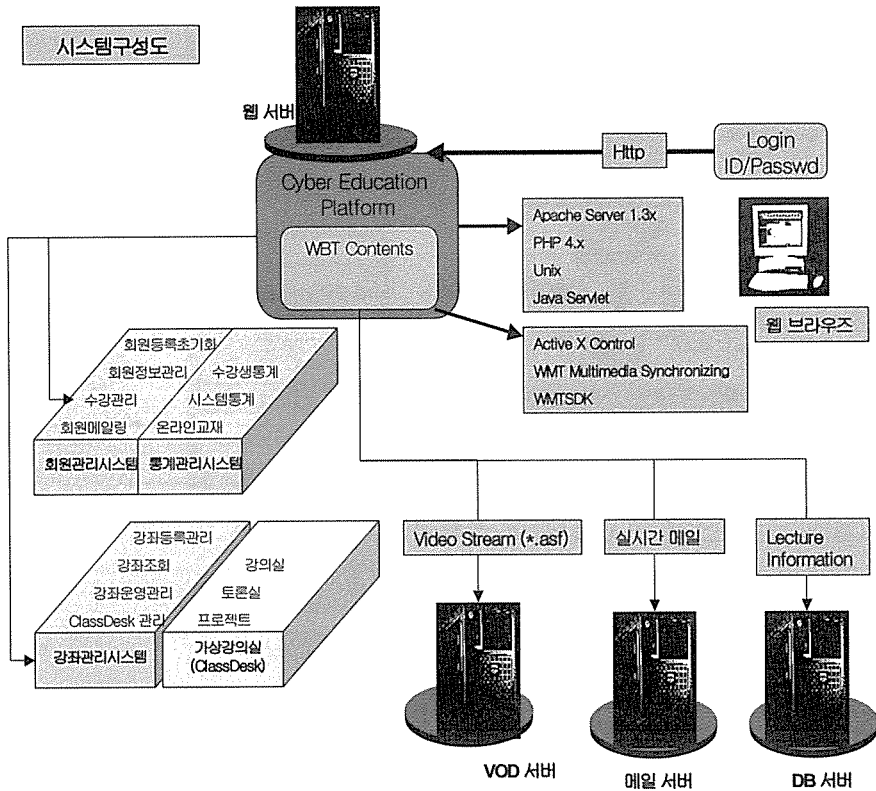 시스템구성도
웹 서버
Http
Login
ID/Passwd
Cyber Education
Platform
WBT Contents
Apache Server 1.3x
PHP 4.x
Unix
Java Servlet
웹 브라우즈
Active X Control
WMT Multimedia Synchronizing
WMTSDK
회원등록초기화
회원정보관리
수강관리
회원메일링
수강생통계
시스템통계
온라인교재
회원관리시스템
통계관리시스템
강좌등록관리
강좌조회
강좌운영관리
ClassDesk 관리
강의실
토론실
프로젝트
강좌관리시스템
가상강의실
(ClassDesk)
Video Stream (*.asf)
실시간 메일
Lecture
Information
VOD 서버
메일 서버
DB 서버